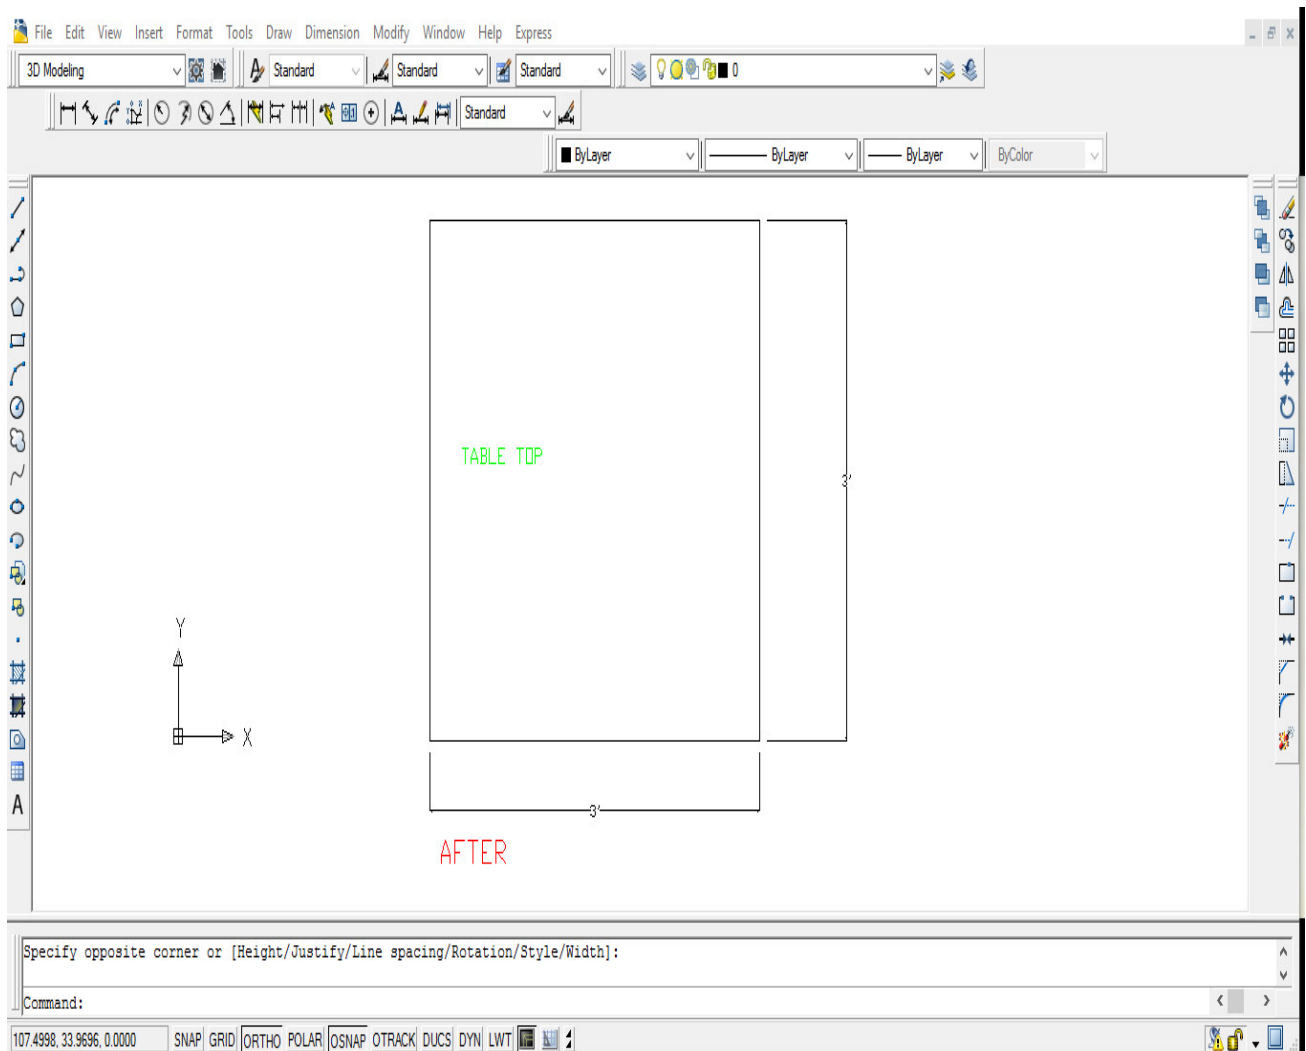 File Edit View Insert Format Tools Draw Dimension Modify Window Help Express
3D Modeling Standard Standard Standard 0
Standard
ByLayer ByLayer ByLayer ByColor
TABLE TOP
3'
Y
X
3'
AFTER
Specify opposite corner or [Height/Justify/Line spacing/Rotation/Style/Width]:
Command:
107.4998, 33.9696, 0.0000 SNAP GRID ORTHO POLAR OSNAP OTRACK DUCS DYN LWT